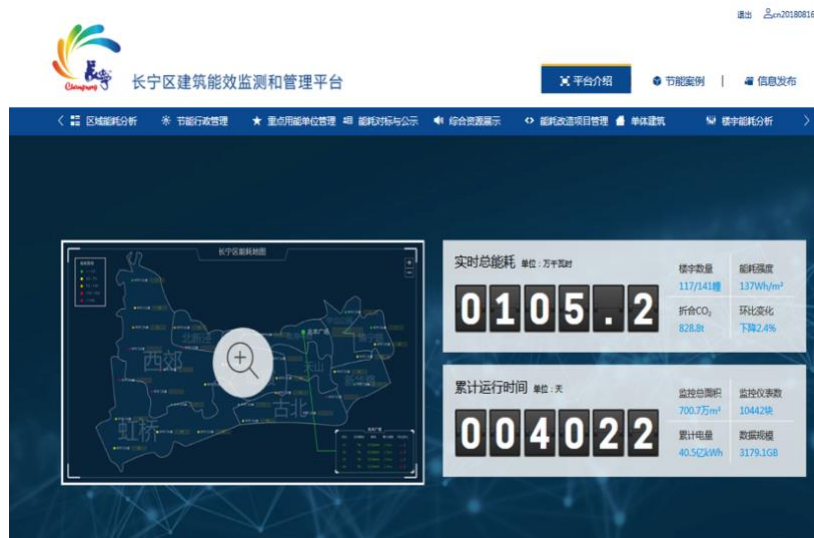 退出 cn20180816
长宁区建筑能效监测和管理平台
平台介绍 节能案例 | 信息发布
区域能耗分析 节能行政管理 重点用能单位管理 能耗对标与公示 综合资源展示 能耗改造项目管理 单体建筑 楼宇能耗分析
长宁区能耗地图
西郊
天山
古北
虹桥
实时总能耗 单位:万千瓦时
0105.2
楼宇数量 能耗强度
117/141幢 137Wh/m²
折合CO₂ 环比变化
828.8t 下降2.4%
累计运行时间 单位:天
004022
监控总面积 监控仪表数
700.7万m² 10442块
累计电量 数据规模
40.5亿kWh 3179.1GB